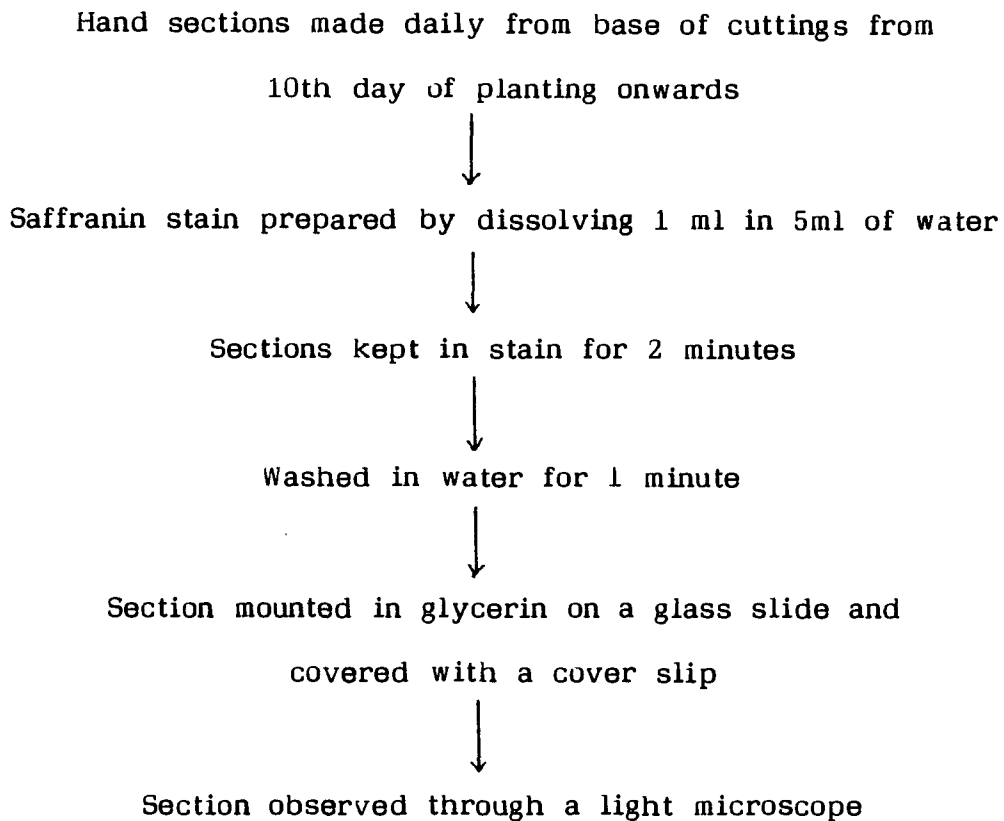 Hand sections made daily from base of cuttings from
10th day of planting onwards
Saffranin stain prepared by dissolving 1 ml in 5ml of water
Sections kept in stain for 2 minutes
Washed in water for 1 minute
Section mounted in glycerin on a glass slide and
covered with a cover slip
Section observed through a light microscope